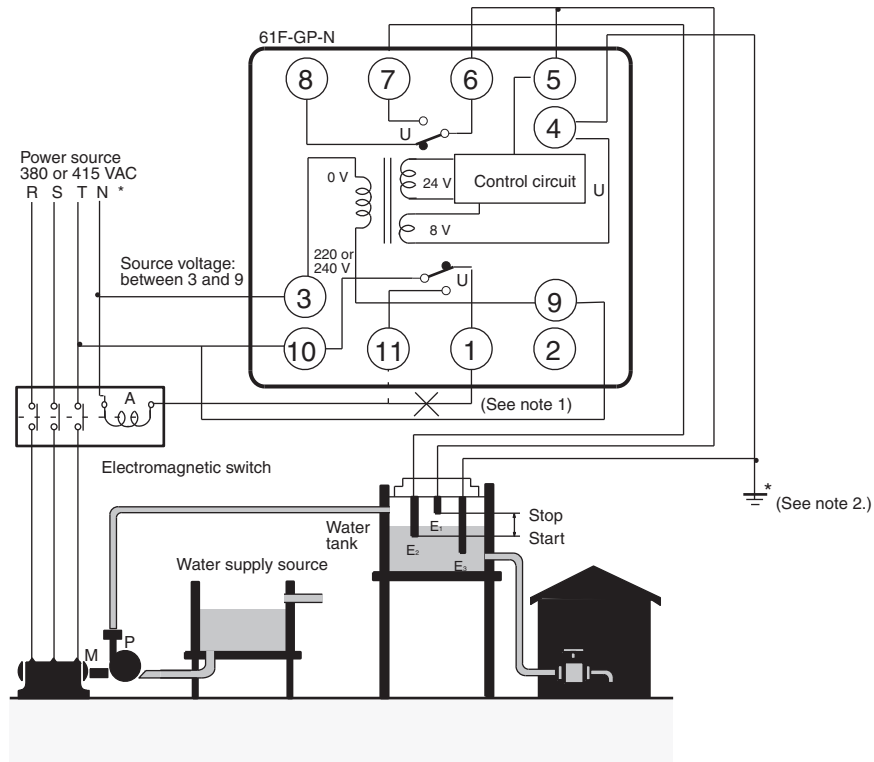 61F-GP-N
8
7
6
5
4
U
Power source
380 or 415 VAC
R S T N *
0 V
24 V
Control circuit
U
8 V
Source voltage:
between 3 and 9
220 or
240 V
U
3
9
10
11
1
2
A
(See note 1)
Electromagnetic switch
*
(See note 2.)
Stop
Start
Water
tank
E1
E2
E3
Water supply source
P
M